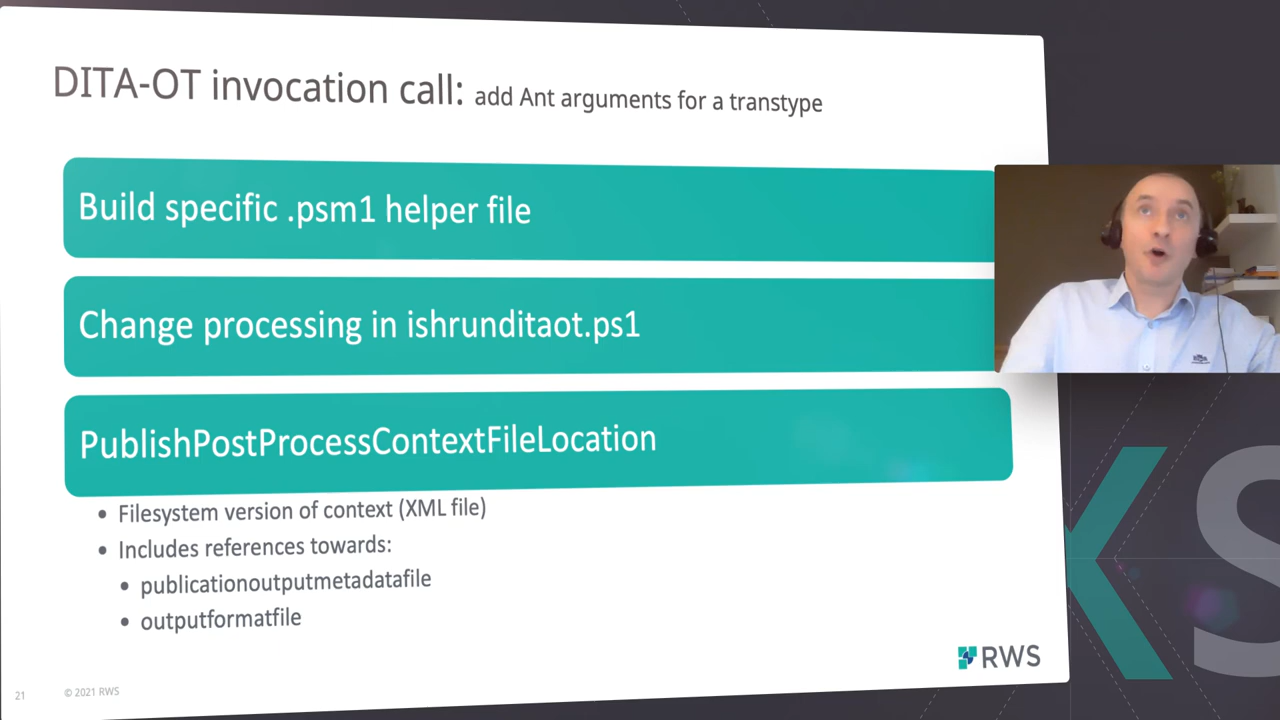 DITA-OT invocation call: add Ant arguments for a transtype
Build specific .psm1 helper file
Change processing in ishrunditaot.ps1
PublishPostProcessContextFileLocation
• Filesystem version of context (XML file)
• Includes references towards:
• publicationoutputmetadatafile
• outputformatfile
RWS
21
© 2021 RWS
KS